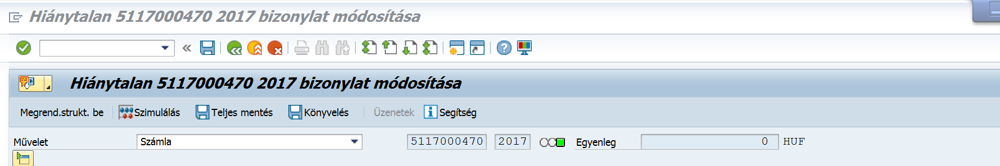 Hiánytalan 5117000470 2017 bizonylat módosítása
Hiánytalan 5117000470 2017 bizonylat módosítása
Megrend.strukt. be Szimulálás Teljes mentés Könyvelés Üzenetek Segítség
Művelet Számla 5117000470 2017 Egyenleg 0 HUF